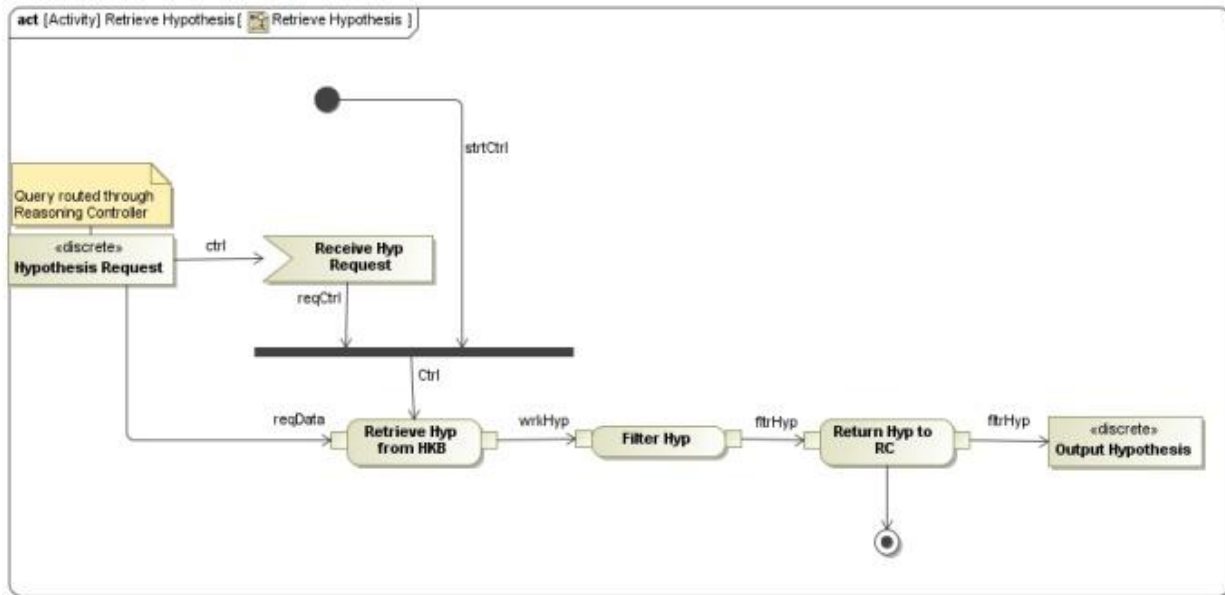 act [Activity] Retrieve Hypothesis [ Retrieve Hypothesis ]
strtCtrl
Query routed through
Reasoning Controller
«discrete»
Hypothesis Request
ctrl
Receive Hyp
Request
reqCtrl
Ctrl
reqData
Retrieve Hyp
from HKB
wrkHyp
Filter Hyp
fltrHyp
Return Hyp to
RC
fltrHyp
«discrete»
Output Hypothesis